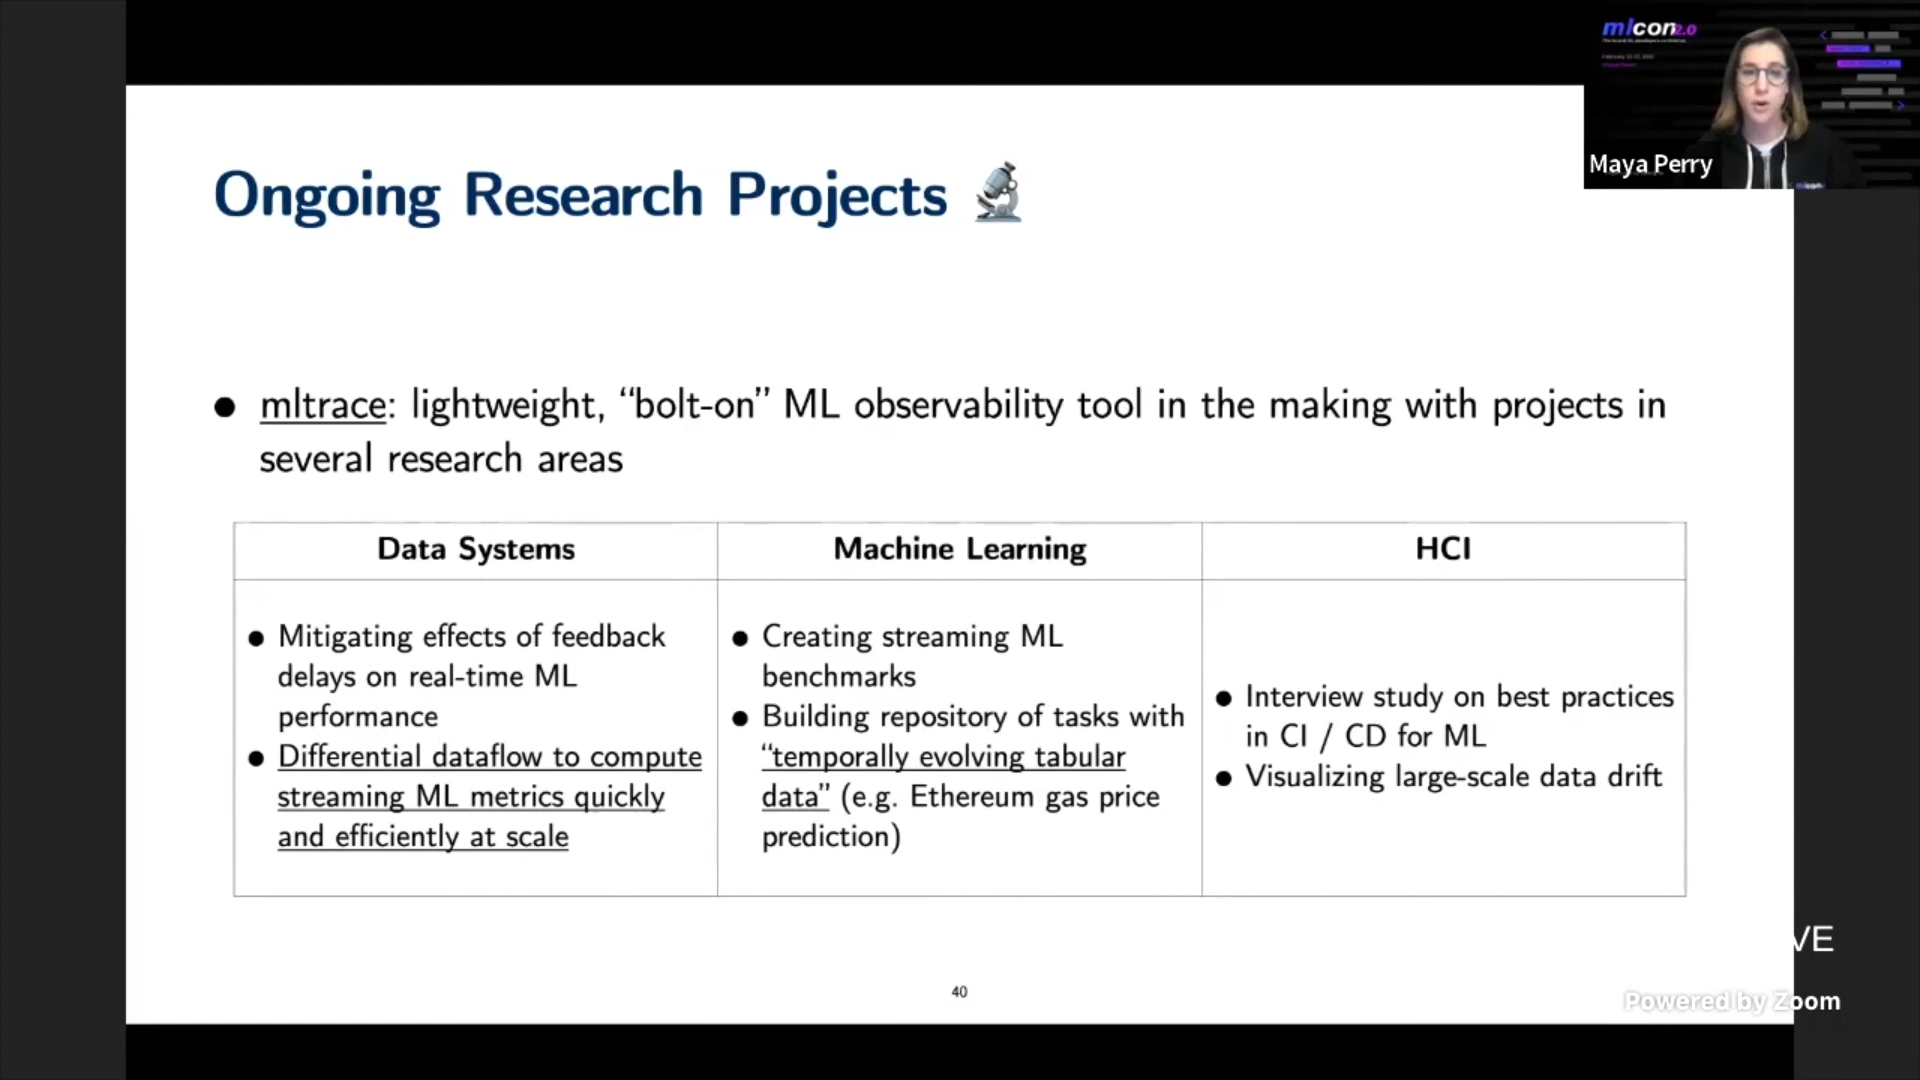 mlcon2.0
Maya Perry
Ongoing Research Projects
● mltrace: lightweight, “bolt-on” ML observability tool in the making with projects in
several research areas
Data Systems
● Mitigating effects of feedback
delays on real-time ML
performance
● Differential dataflow to compute
streaming ML metrics quickly
and efficiently at scale
Machine Learning
● Creating streaming ML
benchmarks
● Building repository of tasks with
“temporally evolving tabular
data” (e.g. Ethereum gas price
prediction)
HCI
● Interview study on best practices
in CI / CD for ML
● Visualizing large-scale data drift
VE
40
Powered by Zoom